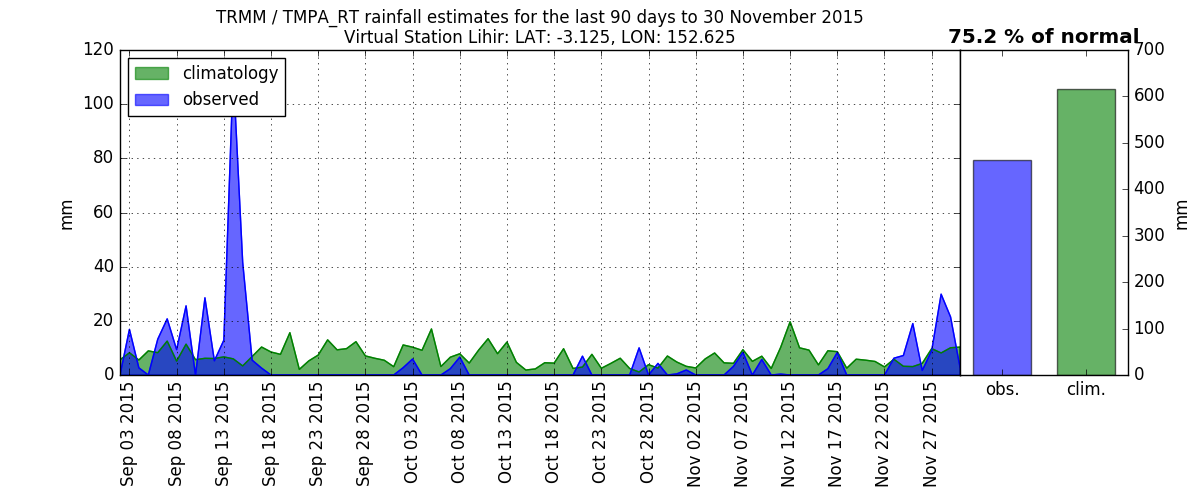 TRMM / TMPA_RT rainfall estimates for the last 90 days to 30 November 2015
Virtual Station Lihir: LAT: -3.125, LON: 152.625
75.2 % of normal
climatology
observed
120
100
80
60
40
20
0
mm
700
600
500
400
300
200
100
0
mm
Sep 03 2015
Sep 08 2015
Sep 13 2015
Sep 18 2015
Sep 23 2015
Sep 28 2015
Oct 03 2015
Oct 08 2015
Oct 13 2015
Oct 18 2015
Oct 23 2015
Oct 28 2015
Nov 02 2015
Nov 07 2015
Nov 12 2015
Nov 17 2015
Nov 22 2015
Nov 27 2015
obs.
clim.